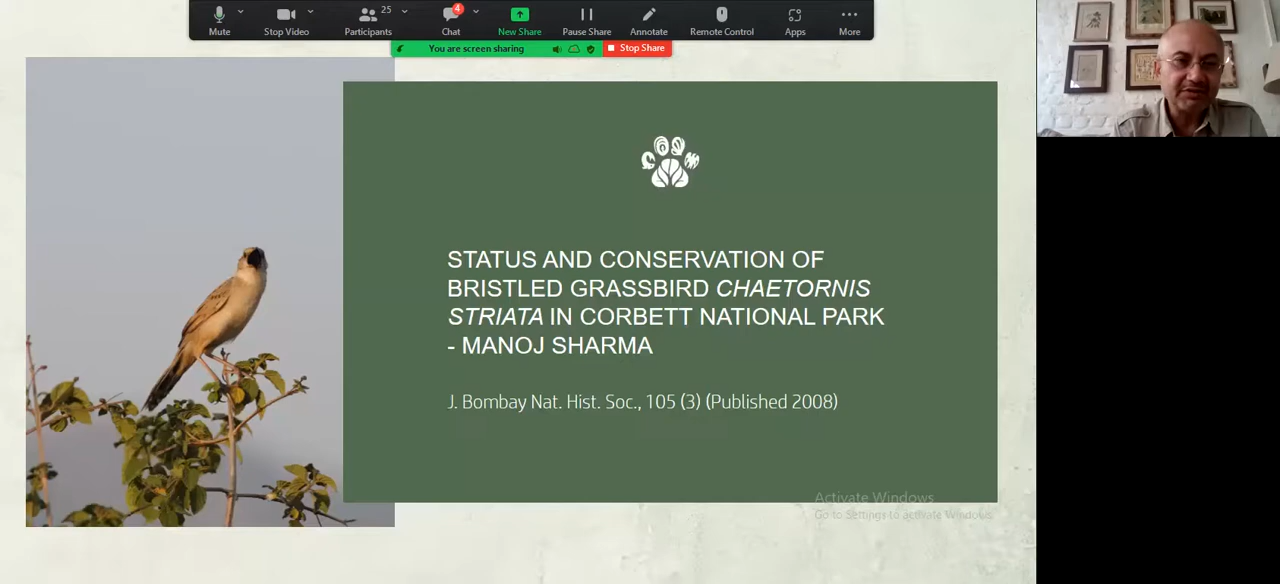 25
4
Mute
Stop Video
Participants
Chat
New Share
Pause Share
Annotate
Remote Control
Apps
More
You are screen sharing
Stop Share
STATUS AND CONSERVATION OF
BRISTLED GRASSBIRD CHAETORNIS
STRIATA IN CORBETT NATIONAL PARK
- MANOJ SHARMA
J. Bombay Nat. Hist. Soc., 105 (3) (Published 2008)
Activate Windows
Go to Settings to activate Windows.